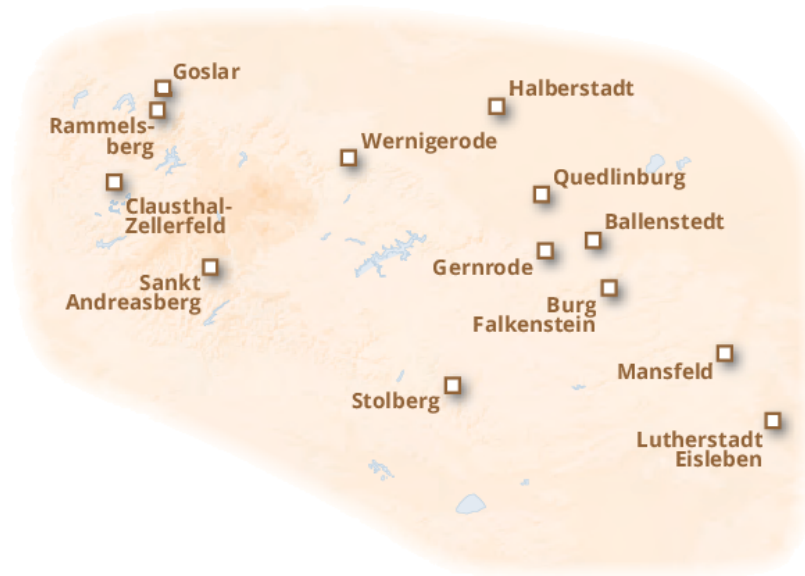 Goslar
Halberstadt
Rammels-
berg
Wernigerode
Quedlinburg
Clausthal-
Zellerfeld
Ballenstedt
Gernrode
Sankt
Andreasberg
Burg
Falkenstein
Mansfeld
Stolberg
Lutherstadt
Eisleben